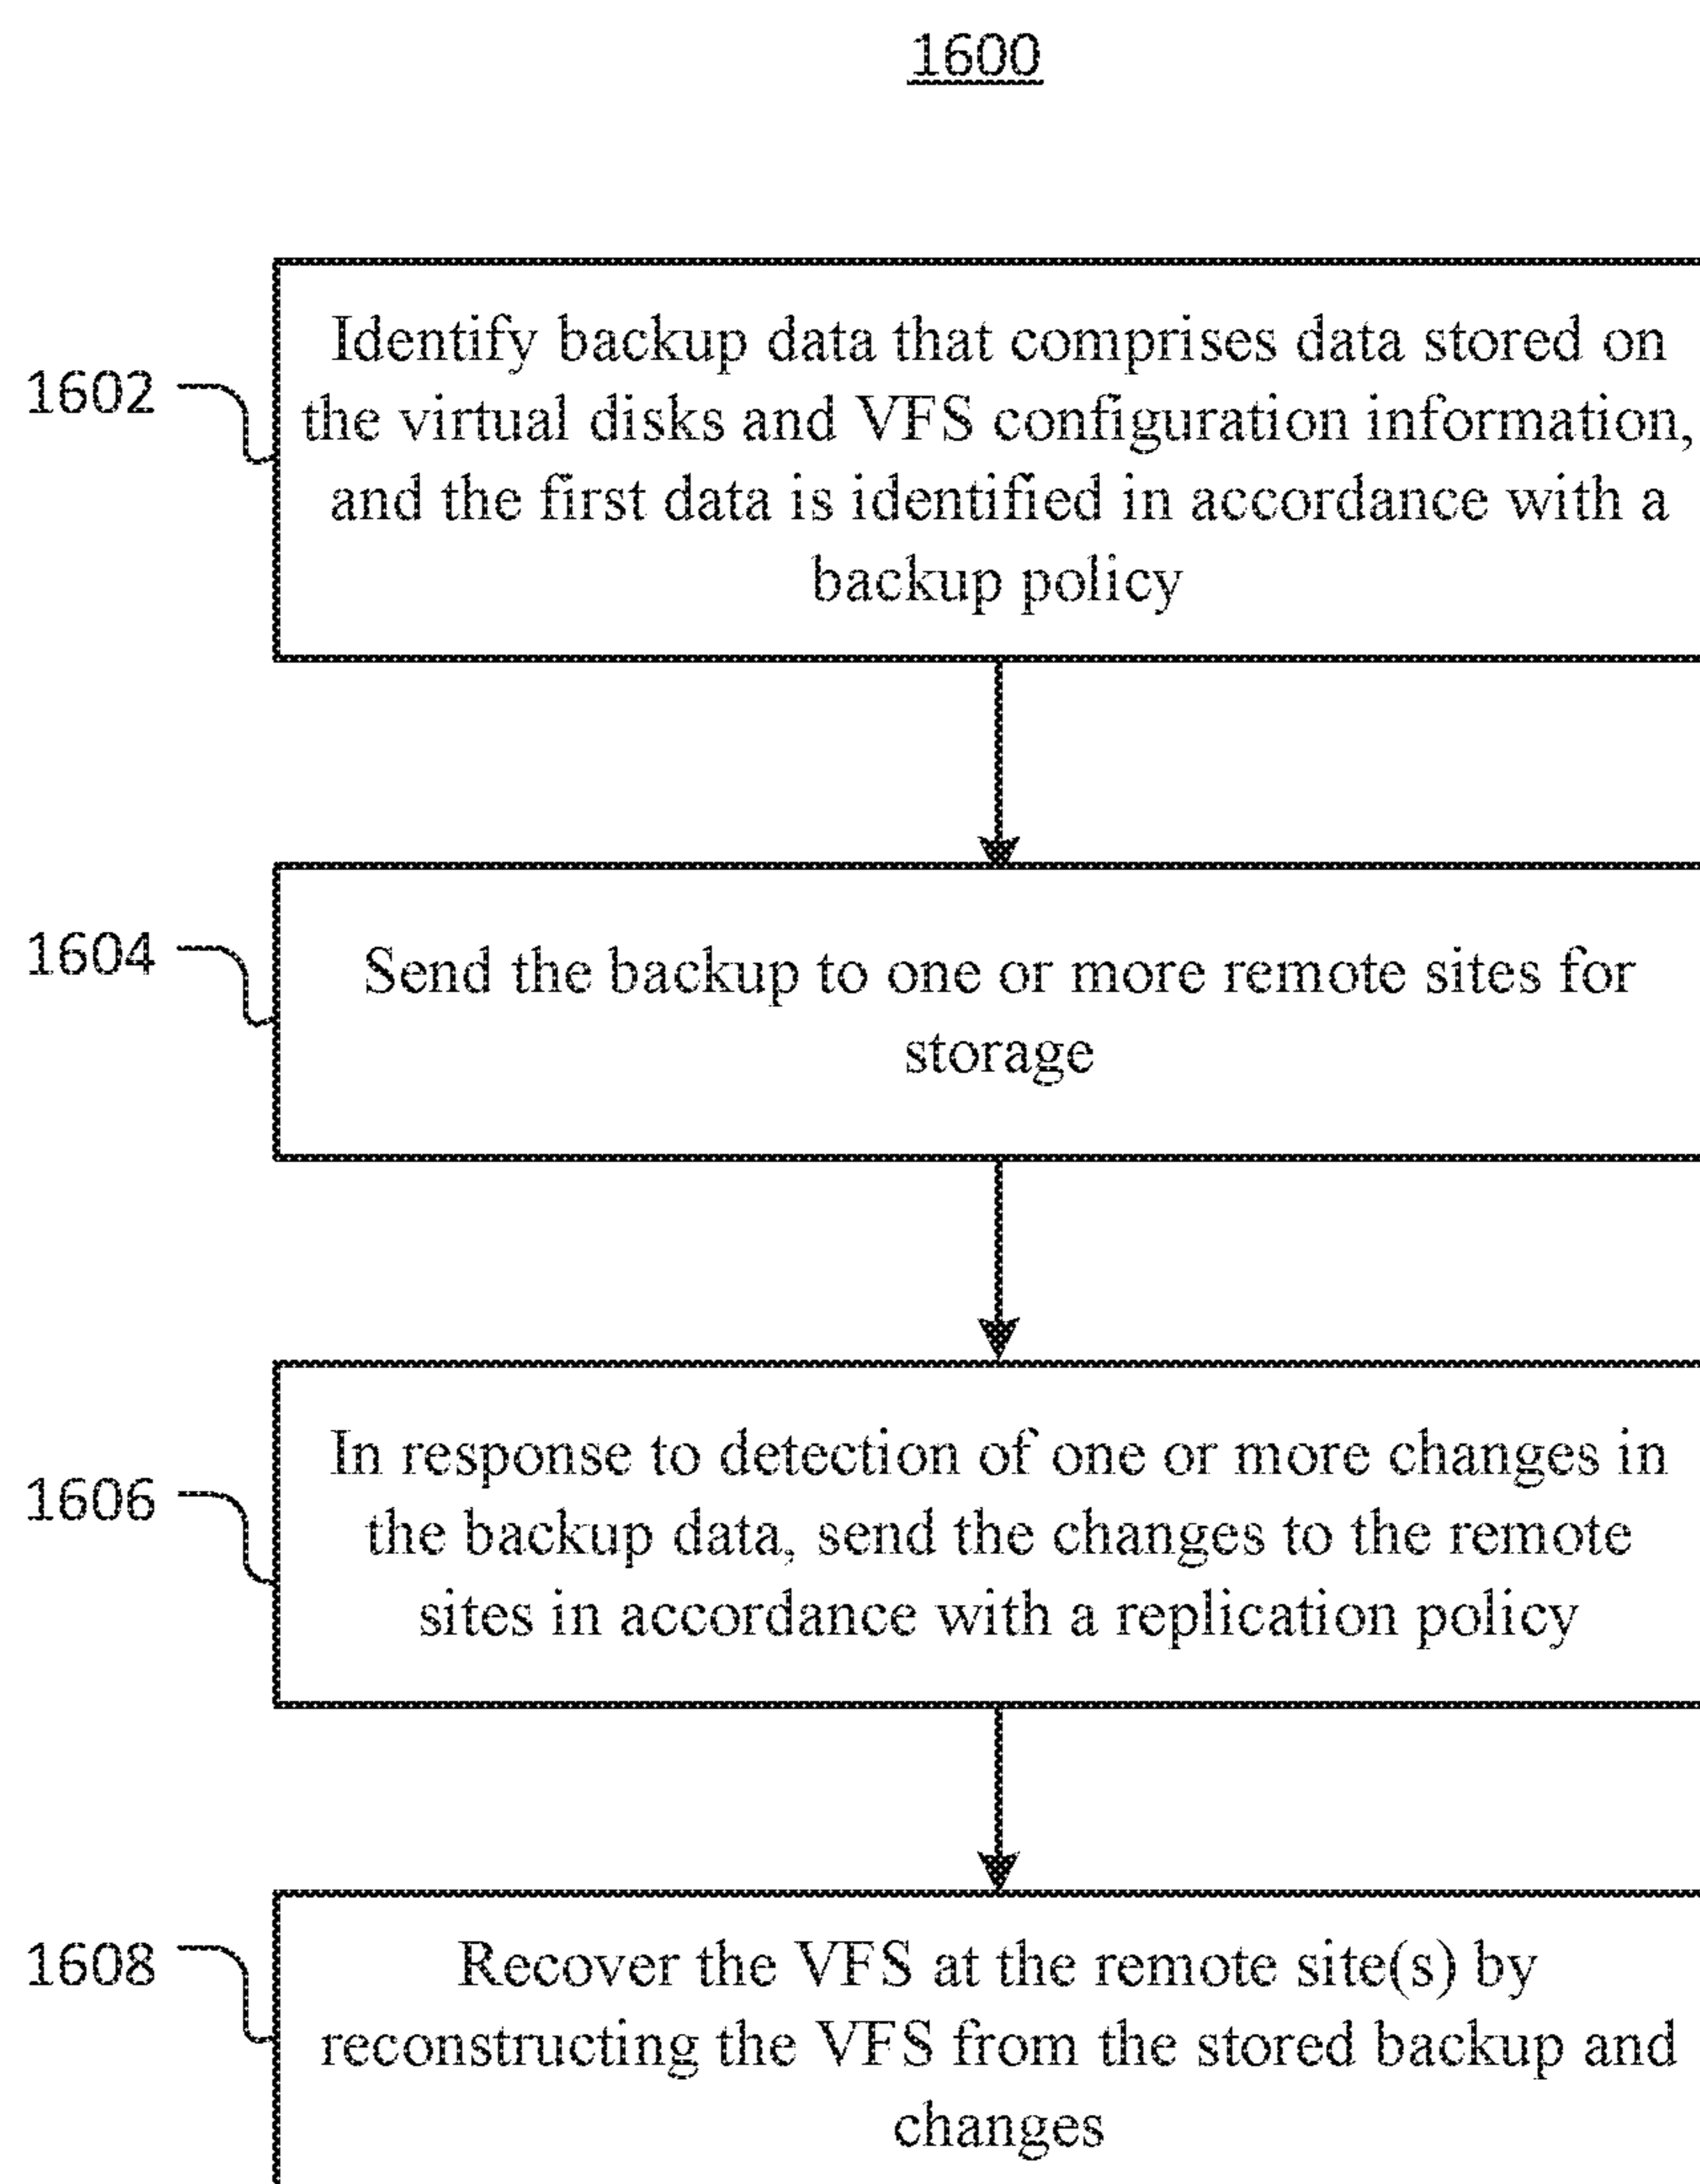 1600
1602
Identify backup data that comprises data stored on
the virtual disks and VFS configuration information,
and the first data is identified in accordance with a
backup policy
1604
Send the backup to one or more remote sites for
storage
1606
In response to detection of one or more changes in
the backup data, send the changes to the remote
sites in accordance with a replication policy
1608
Recover the VFS at the remote site(s) by
reconstructing the VFS from the stored backup and
changes